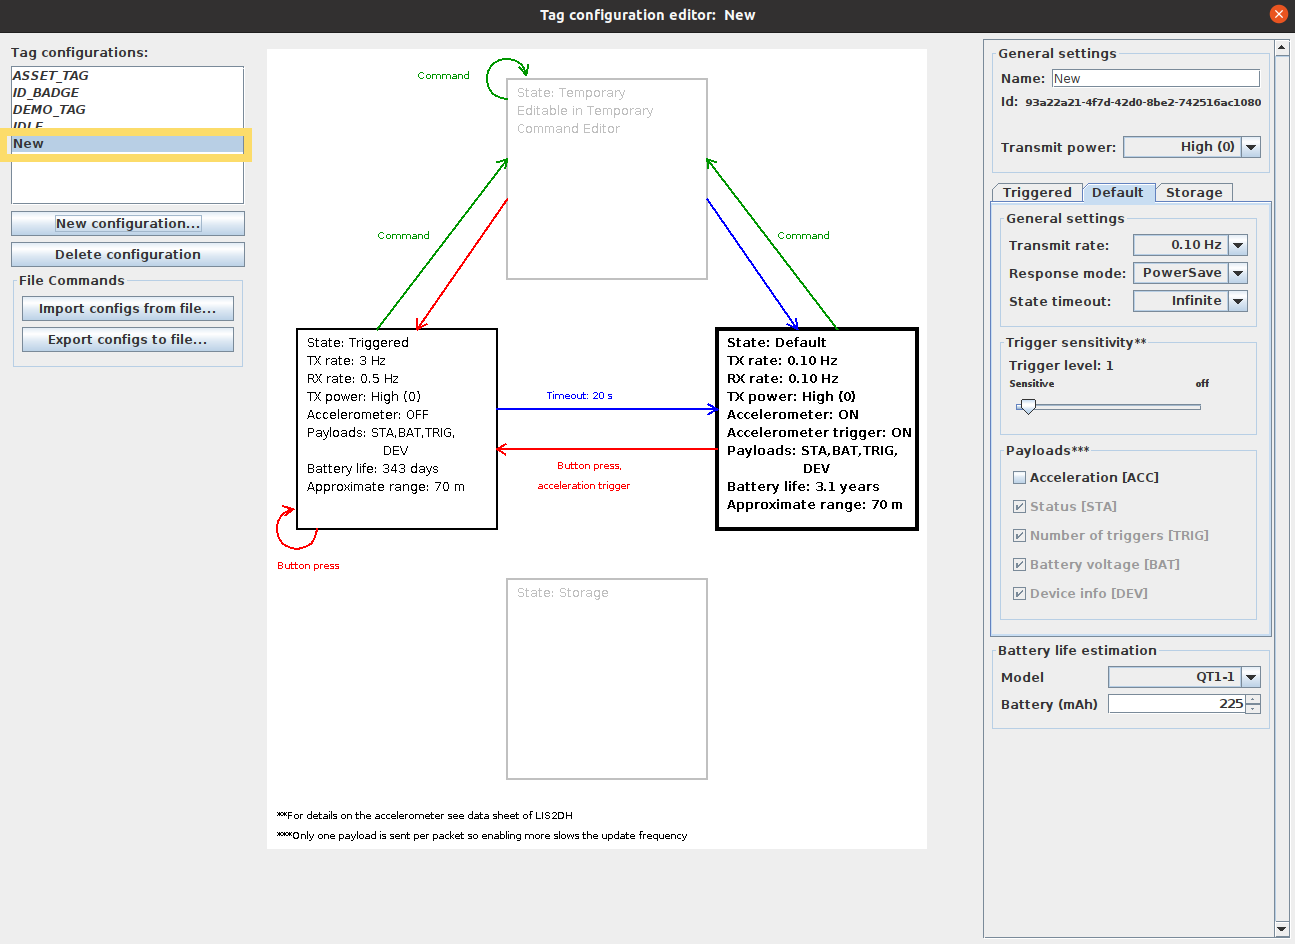 Tag configuration editor: New
Tag configurations:
ASSET_TAG
ID_BADGE
DEMO_TAG
IDLE
New
New configuration...
Delete configuration
File Commands
Import configs from file...
Export configs to file...
Command
State: Temporary
Editable in Temporary
Command Editor
Command
Command
State: Triggered
TX rate: 3 Hz
RX rate: 0.5 Hz
TX power: High (0)
Accelerometer: OFF
Payloads: STA,BAT,TRIG,
DEV
Battery life: 343 days
Approximate range: 70 m
Button press
Timeout: 20 s
Button press,
acceleration trigger
State: Default
TX rate: 0.10 Hz
RX rate: 0.10 Hz
TX power: High (0)
Accelerometer: ON
Accelerometer trigger: ON
Payloads: STA,BAT,TRIG,
DEV
Battery life: 3.1 years
Approximate range: 70 m
State: Storage
**For details on the accelerometer see data sheet of LIS2DH
***Only one payload is sent per packet so enabling more slows the update frequency
General settings
Name: New
Id: 93a22a21-4f7d-42d0-8be2-742516ac1080
Transmit power: High (0)
Triggered Default Storage
General settings
Transmit rate: 0.10 Hz
Response mode: PowerSave
State timeout: Infinite
Trigger sensitivity**
Trigger level: 1
Sensitive off
Payloads***
Acceleration [ACC]
Status [STA]
Number of triggers [TRIG]
Battery voltage [BAT]
Device info [DEV]
Battery life estimation
Model QT1-1
Battery (mAh) 225